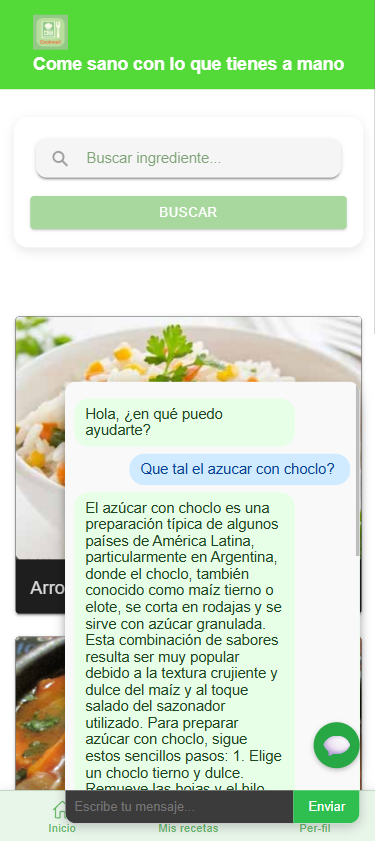 Come sano con lo que tienes a mano
Buscar ingrediente...
BUSCAR
Hola, ¿en qué puedo
ayudarte?
Que tal el azucar con choclo?
El azúcar con choclo es una
preparación típica de algunos
países de América Latina,
particularmente en Argentina,
donde el choclo, también
conocido como maíz tierno o
elote, se corta en rodajas y se
sirve con azúcar granulada.
Esta combinación de sabores
resulta ser muy popular
debido a la textura crujiente y
dulce del maíz y al toque
salado del sazonador
utilizado. Para preparar
azúcar con choclo, sigue
estos sencillos pasos: 1. Elige
un choclo tierno y dulce.
Remueve las hojas y el hilo
Arro
Escribe tu mensaje...
Enviar
Inicio
Mis recetas
Per-fil